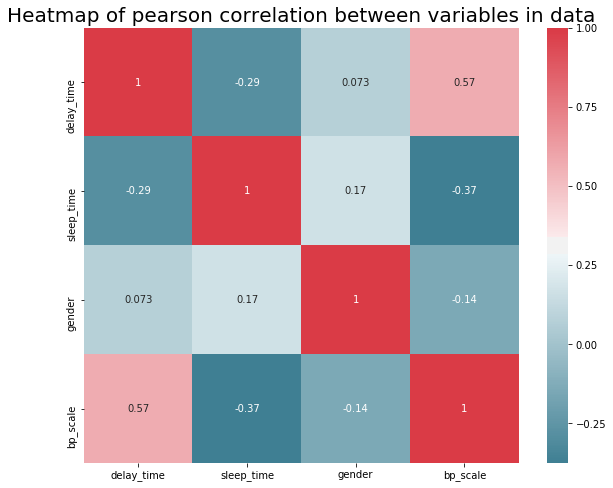 Heatmap of pearson correlation between variables in data
delay_time 1 -0.29 0.073 0.57
sleep_time -0.29 1 0.17 -0.37
gender 0.073 0.17 1 -0.14
bp_scale 0.57 -0.37 -0.14 1
delay_time sleep_time gender bp_scale
1.00
0.75
0.50
0.25
0.00
−0.25